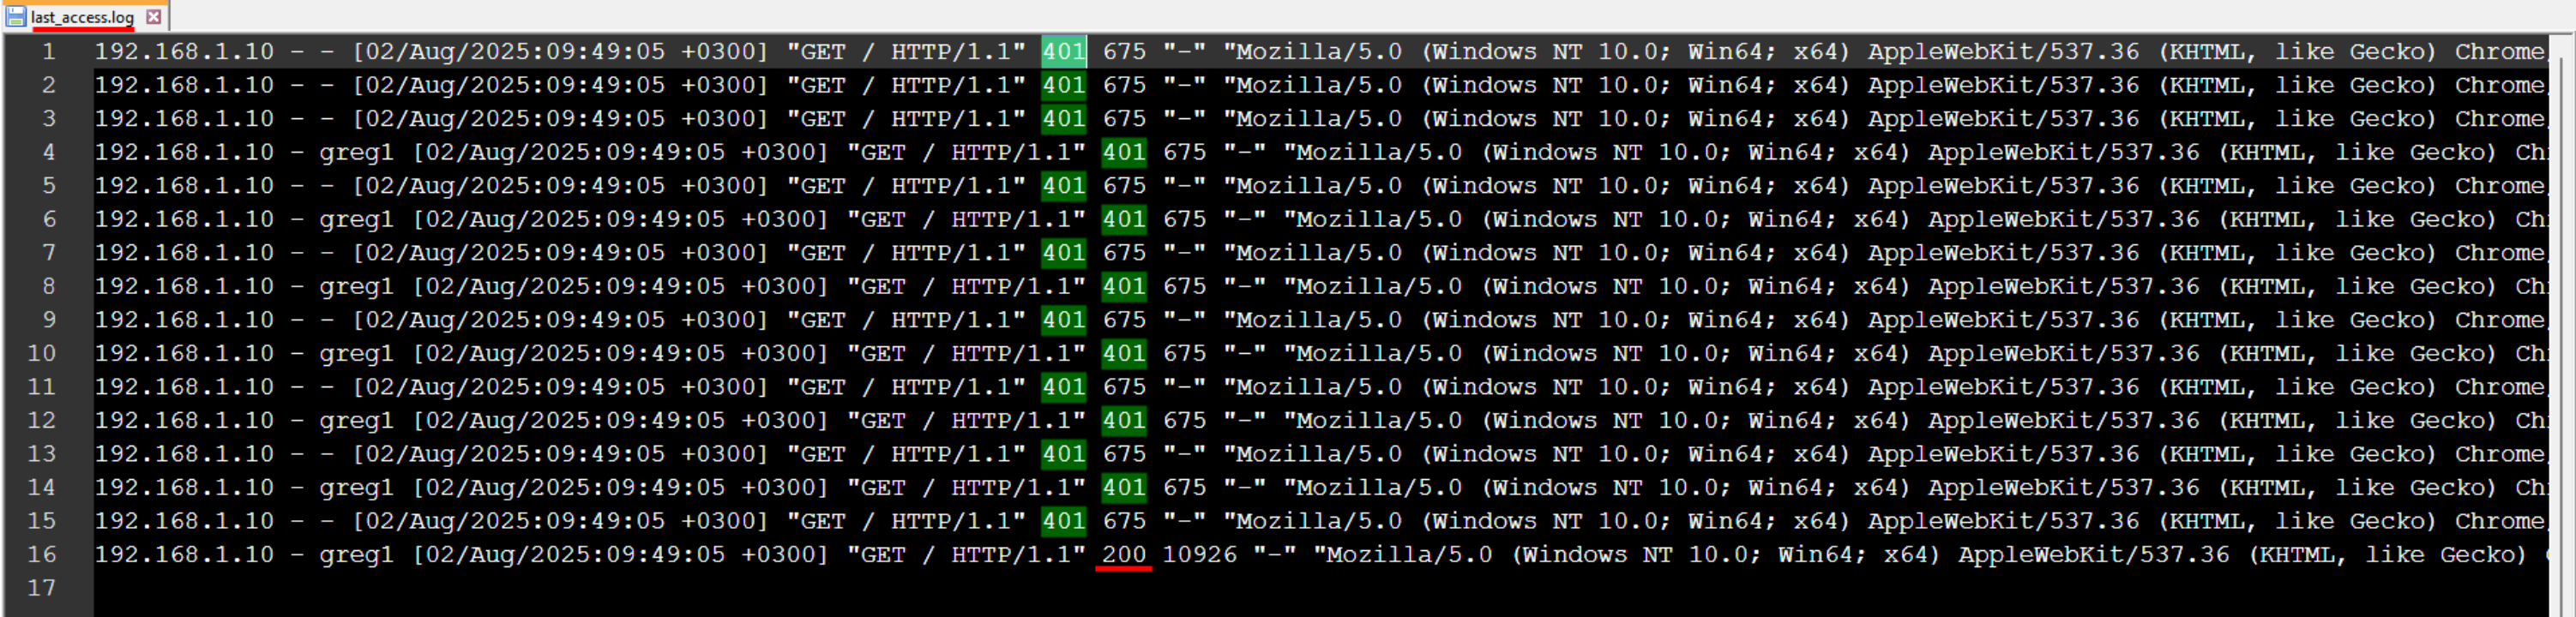 last_access.log
1 192.168.1.10 - - [02/Aug/2025:09:49:05 +0300] "GET / HTTP/1.1" 401 675 "-" "Mozilla/5.0 (Windows NT 10.0; Win64; x64) AppleWebKit/537.36 (KHTML, like Gecko) Chrome
2 192.168.1.10 - - [02/Aug/2025:09:49:05 +0300] "GET / HTTP/1.1" 401 675 "-" "Mozilla/5.0 (Windows NT 10.0; Win64; x64) AppleWebKit/537.36 (KHTML, like Gecko) Chrome
3 192.168.1.10 - - [02/Aug/2025:09:49:05 +0300] "GET / HTTP/1.1" 401 675 "-" "Mozilla/5.0 (Windows NT 10.0; Win64; x64) AppleWebKit/537.36 (KHTML, like Gecko) Chrome
4 192.168.1.10 - greg1 [02/Aug/2025:09:49:05 +0300] "GET / HTTP/1.1" 401 675 "-" "Mozilla/5.0 (Windows NT 10.0; Win64; x64) AppleWebKit/537.36 (KHTML, like Gecko) Ch
5 192.168.1.10 - - [02/Aug/2025:09:49:05 +0300] "GET / HTTP/1.1" 401 675 "-" "Mozilla/5.0 (Windows NT 10.0; Win64; x64) AppleWebKit/537.36 (KHTML, like Gecko) Chrome
6 192.168.1.10 - greg1 [02/Aug/2025:09:49:05 +0300] "GET / HTTP/1.1" 401 675 "-" "Mozilla/5.0 (Windows NT 10.0; Win64; x64) AppleWebKit/537.36 (KHTML, like Gecko) Ch
7 192.168.1.10 - - [02/Aug/2025:09:49:05 +0300] "GET / HTTP/1.1" 401 675 "-" "Mozilla/5.0 (Windows NT 10.0; Win64; x64) AppleWebKit/537.36 (KHTML, like Gecko) Chrome
8 192.168.1.10 - greg1 [02/Aug/2025:09:49:05 +0300] "GET / HTTP/1.1" 401 675 "-" "Mozilla/5.0 (Windows NT 10.0; Win64; x64) AppleWebKit/537.36 (KHTML, like Gecko) Ch
9 192.168.1.10 - - [02/Aug/2025:09:49:05 +0300] "GET / HTTP/1.1" 401 675 "-" "Mozilla/5.0 (Windows NT 10.0; Win64; x64) AppleWebKit/537.36 (KHTML, like Gecko) Chrome
10 192.168.1.10 - greg1 [02/Aug/2025:09:49:05 +0300] "GET / HTTP/1.1" 401 675 "-" "Mozilla/5.0 (Windows NT 10.0; Win64; x64) AppleWebKit/537.36 (KHTML, like Gecko) Ch
11 192.168.1.10 - - [02/Aug/2025:09:49:05 +0300] "GET / HTTP/1.1" 401 675 "-" "Mozilla/5.0 (Windows NT 10.0; Win64; x64) AppleWebKit/537.36 (KHTML, like Gecko) Chrome
12 192.168.1.10 - greg1 [02/Aug/2025:09:49:05 +0300] "GET / HTTP/1.1" 401 675 "-" "Mozilla/5.0 (Windows NT 10.0; Win64; x64) AppleWebKit/537.36 (KHTML, like Gecko) Ch
13 192.168.1.10 - - [02/Aug/2025:09:49:05 +0300] "GET / HTTP/1.1" 401 675 "-" "Mozilla/5.0 (Windows NT 10.0; Win64; x64) AppleWebKit/537.36 (KHTML, like Gecko) Chrome
14 192.168.1.10 - greg1 [02/Aug/2025:09:49:05 +0300] "GET / HTTP/1.1" 401 675 "-" "Mozilla/5.0 (Windows NT 10.0; Win64; x64) AppleWebKit/537.36 (KHTML, like Gecko) Ch
15 192.168.1.10 - - [02/Aug/2025:09:49:05 +0300] "GET / HTTP/1.1" 401 675 "-" "Mozilla/5.0 (Windows NT 10.0; Win64; x64) AppleWebKit/537.36 (KHTML, like Gecko) Chrome
16 192.168.1.10 - greg1 [02/Aug/2025:09:49:05 +0300] "GET / HTTP/1.1" 200 10926 "-" "Mozilla/5.0 (Windows NT 10.0; Win64; x64) AppleWebKit/537.36 (KHTML, like Gecko)
17